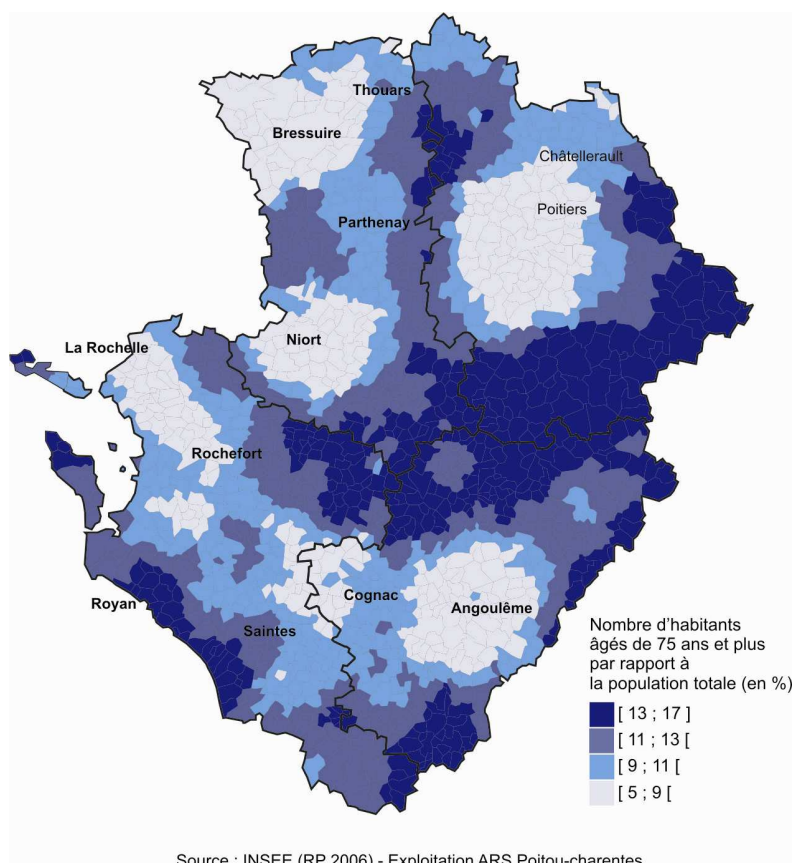 Thouars
Bressuire
Châtellerault
Poitiers
Parthenay
La Rochelle
Niort
Rochefort
Royan
Cognac
Angoulême
Saintes
Nombre d’habitants
âgés de 75 ans et plus
par rapport à
la population totale (en %)
[ 13 ; 17 ]
[ 11 ; 13 [
[ 9 ; 11 [
[ 5 ; 9 [
Source : INSEE (RP 2006) - Exploitation ARS Poitou-charentes